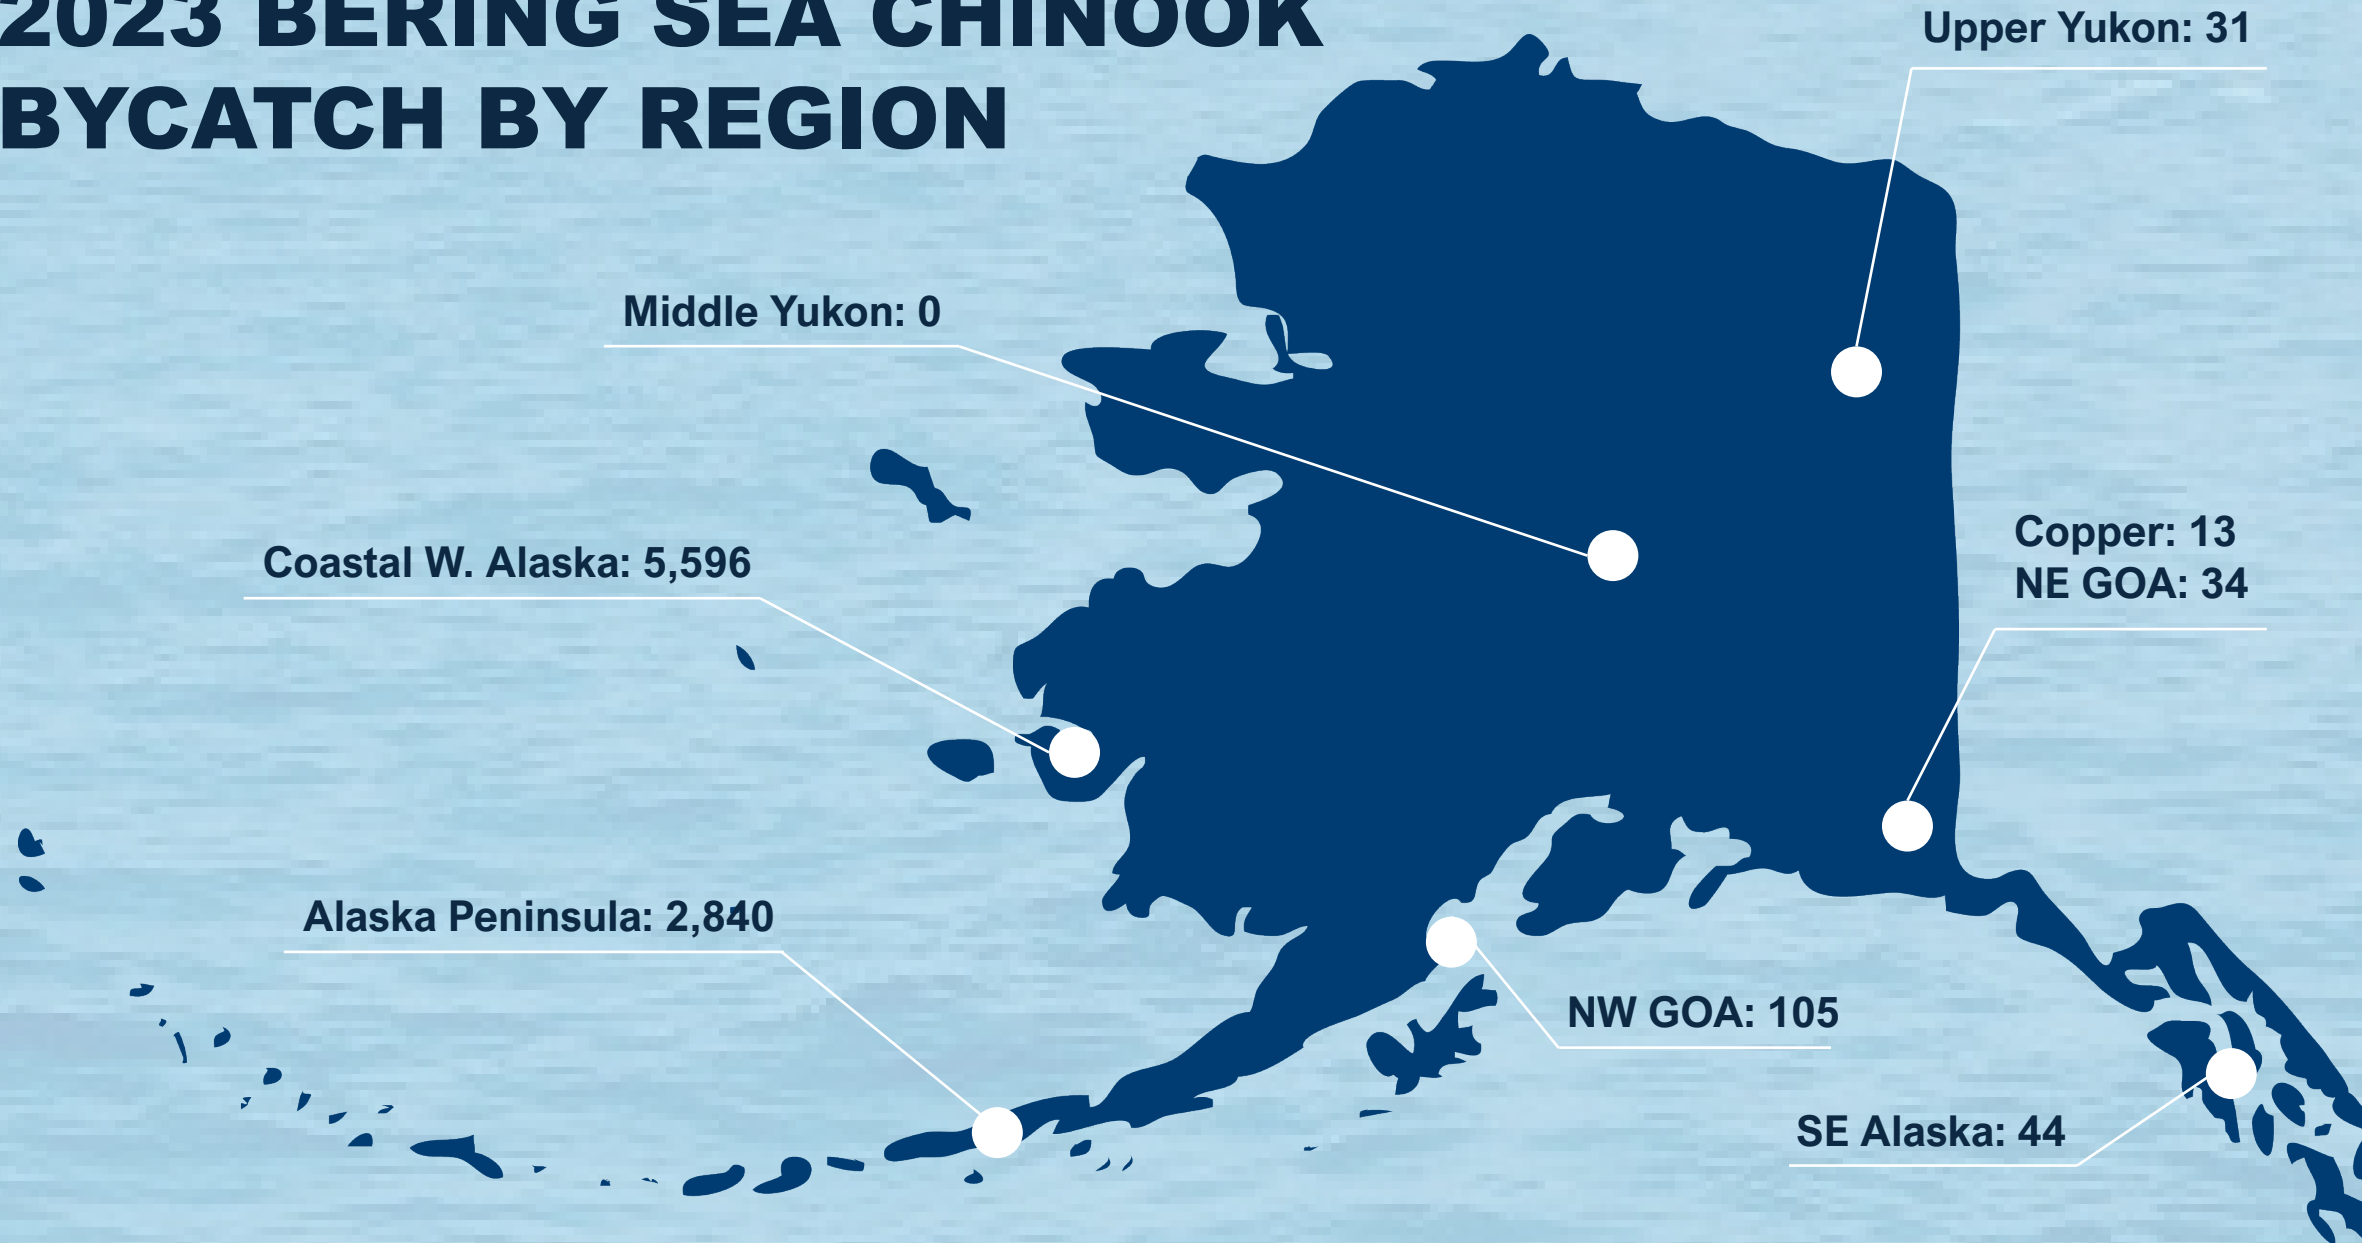 2023 BERING SEA CHINOOK
BYCATCH BY REGION
Upper Yukon: 31
Middle Yukon: 0
Copper: 13
NE GOA: 34
Coastal W. Alaska: 5,596
Alaska Peninsula: 2,840
NW GOA: 105
SE Alaska: 44